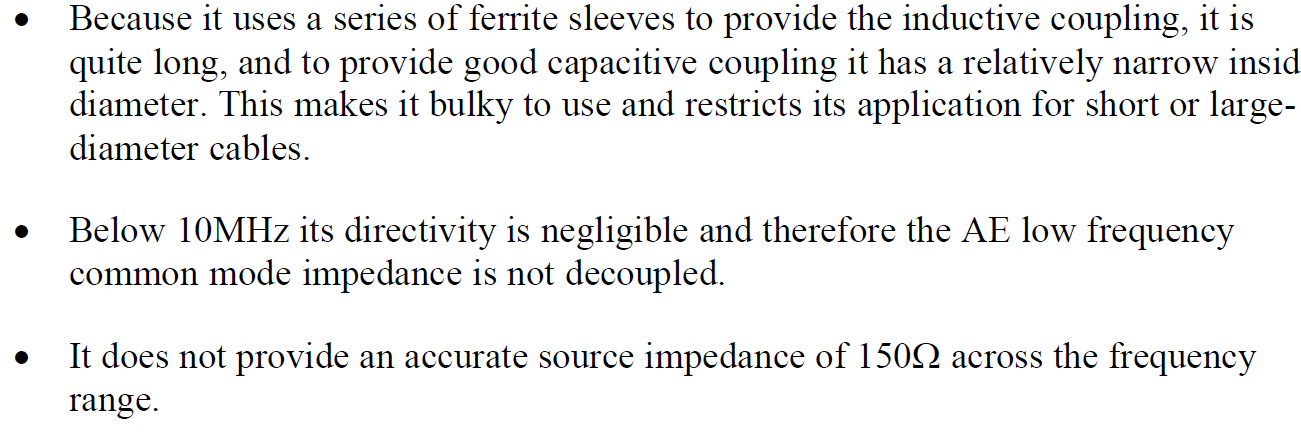 • Because it uses a series of ferrite sleeves to provide the inductive coupling, it is
quite long, and to provide good capacitive coupling it has a relatively narrow insid
diameter. This makes it bulky to use and restricts its application for short or large-
diameter cables.
• Below 10MHz its directivity is negligible and therefore the AE low frequency
common mode impedance is not decoupled.
• It does not provide an accurate source impedance of 150Ω across the frequency
range.